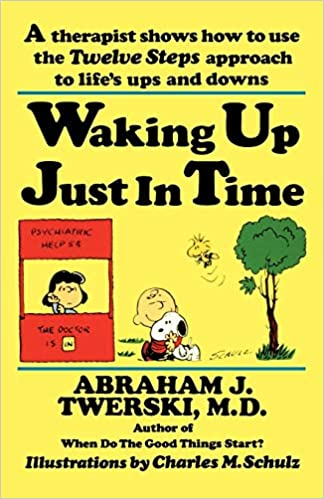 A therapist shows how to use
the Twelve Steps approach
to life's ups and downs
Waking Up
Just In Time
PSYCHIATRIC
HELP 5¢
THE DOCTOR
IS IN
SCHULZ
ABRAHAM J.
TWERSKI, M.D.
Author of
When Do The Good Things Start?
Illustrations by Charles M. Schulz